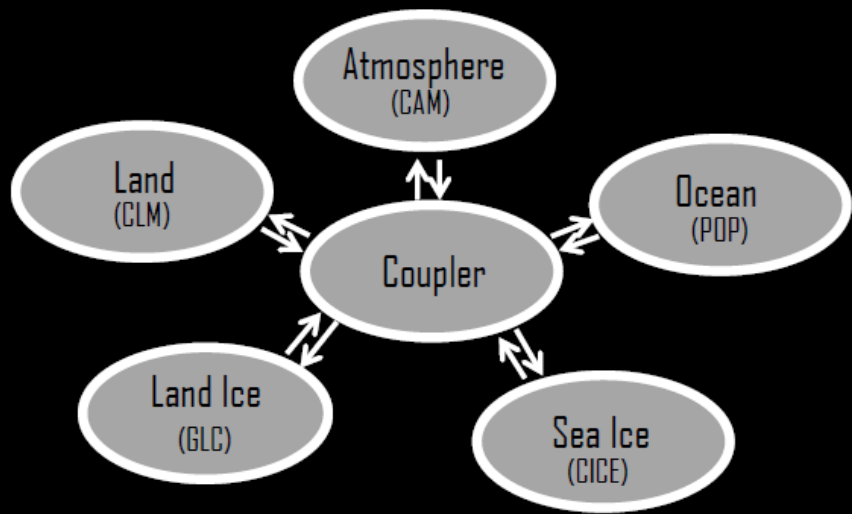 Atmosphere
(CAM)
Land
(CLM)
Ocean
(POP)
Coupler
Land Ice
(GLC)
Sea Ice
(CICE)